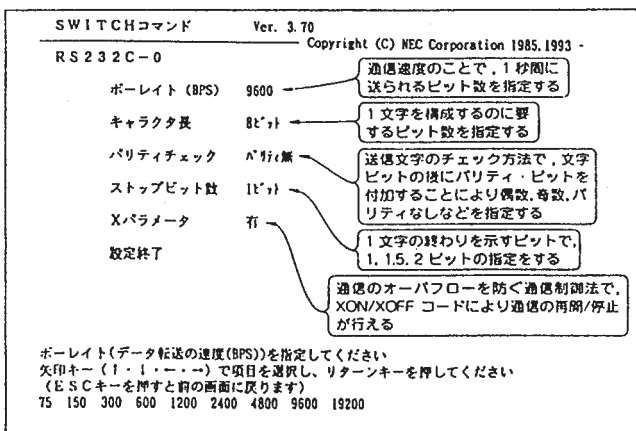 SWITCHコマンド Ver. 3.70
Copyright (C) NEC Corporation 1985,1993 -
RS232C-0
ボーレイト (BPS) 9600
通信速度のことで,1秒間に
送られるビット数を指定する
キャラクタ長 8ビット
1文字を構成するのに要
するビット数を指定する
パリティチェック パリティ無
送信文字のチェック方法で,文字
ビットの後にパリティ・ビットを
付加することにより偶数,奇数,パ
リティなしなどを指定する
ストップビット数 1ビット
1文字の終わりを示すビットで,
1, 1.5, 2ビットの指定をする
Xパラメータ 有
通信のオーバフローを防ぐ通信制御法で,
XON/XOFF コードにより通信の再開/停止
が行える
設定終了
ボーレイト(データ転送の速度(BPS))を指定してください
矢印キー (↑・↓・←・→) で項目を選択し、リターンキーを押してください
(ESCキーを押すと前の画面に戻ります)
75 150 300 600 1200 2400 4800 9600 19200